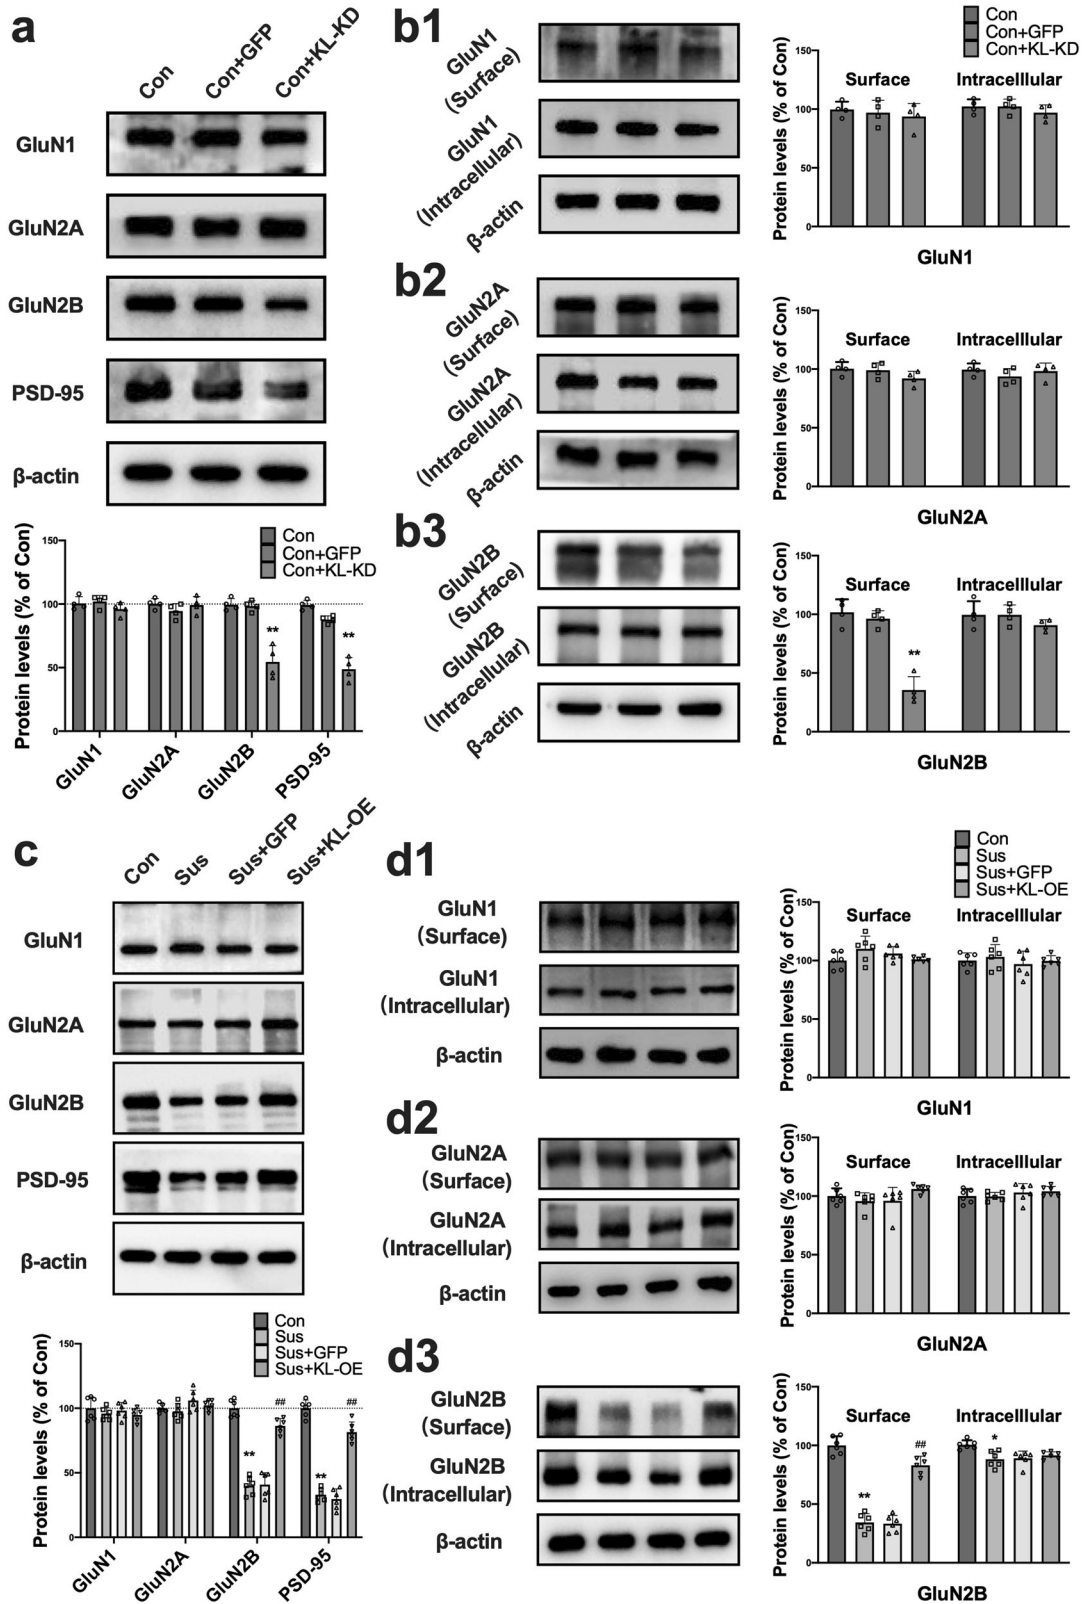 a
Con
Con+GFP
Con+KL-KD
GluN1
GluN2A
GluN2B
PSD-95
β-actin
Con
Con+GFP
Con+KL-KD
Protein levels (% of Con)
150
100
50
0
**
**
GluN1
GluN2A
GluN2B
PSD-95
b1
GluN1
(Surface)
GluN1
(Intracellular)
β-actin
Con
Con+GFP
Con+KL-KD
Protein levels (% of Con)
150
100
50
0
Surface
Intracelllular
GluN1
b2
GluN2A
(Surface)
GluN2A
(Intracellular)
β-actin
Protein levels (% of Con)
150
100
50
0
Surface
Intracelllular
GluN2A
b3
GluN2B
(Surface)
GluN2B
(Intracellular)
β-actin
Protein levels (% of Con)
150
100
50
0
Surface
Intracelllular
**
GluN2B
c
Con
Sus
Sus+GFP
Sus+KL-OE
GluN1
GluN2A
GluN2B
PSD-95
β-actin
Con
Sus
Sus+GFP
Sus+KL-OE
Protein levels (% of Con)
150
100
50
0
**
##
**
##
GluN1
GluN2A
GluN2B
PSD-95
d1
GluN1
(Surface)
GluN1
(Intracellular)
β-actin
Con
Sus
Sus+GFP
Sus+KL-OE
Protein levels (% of Con)
150
100
50
0
Surface
Intracelllular
GluN1
d2
GluN2A
(Surface)
GluN2A
(Intracellular)
β-actin
Protein levels (% of Con)
150
100
50
0
Surface
Intracelllular
GluN2A
d3
GluN2B
(Surface)
GluN2B
(Intracellular)
β-actin
Protein levels (% of Con)
150
100
50
0
Surface
Intracelllular
**
##
*
GluN2B